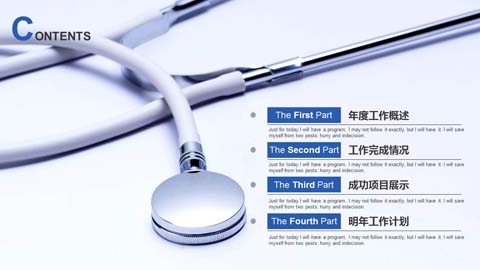 CONTENTS
The First Part 年度工作概述
Just for today I will have a program, I may not follow it exactly, but I will have it. I will save
myself from two pests: hurry and indecision.
The Second Part 工作完成情况
Just for today I will have a program, I may not follow it exactly, but I will have it. I will save
myself from two pests: hurry and indecision.
The Third Part 成功项目展示
Just for today I will have a program, I may not follow it exactly, but I will have it. I will save
myself from two pests: hurry and indecision.
The Fourth Part 明年工作计划
Just for today I will have a program, I may not follow it exactly, but I will have it. I will save
myself from two pests: hurry and indecision.